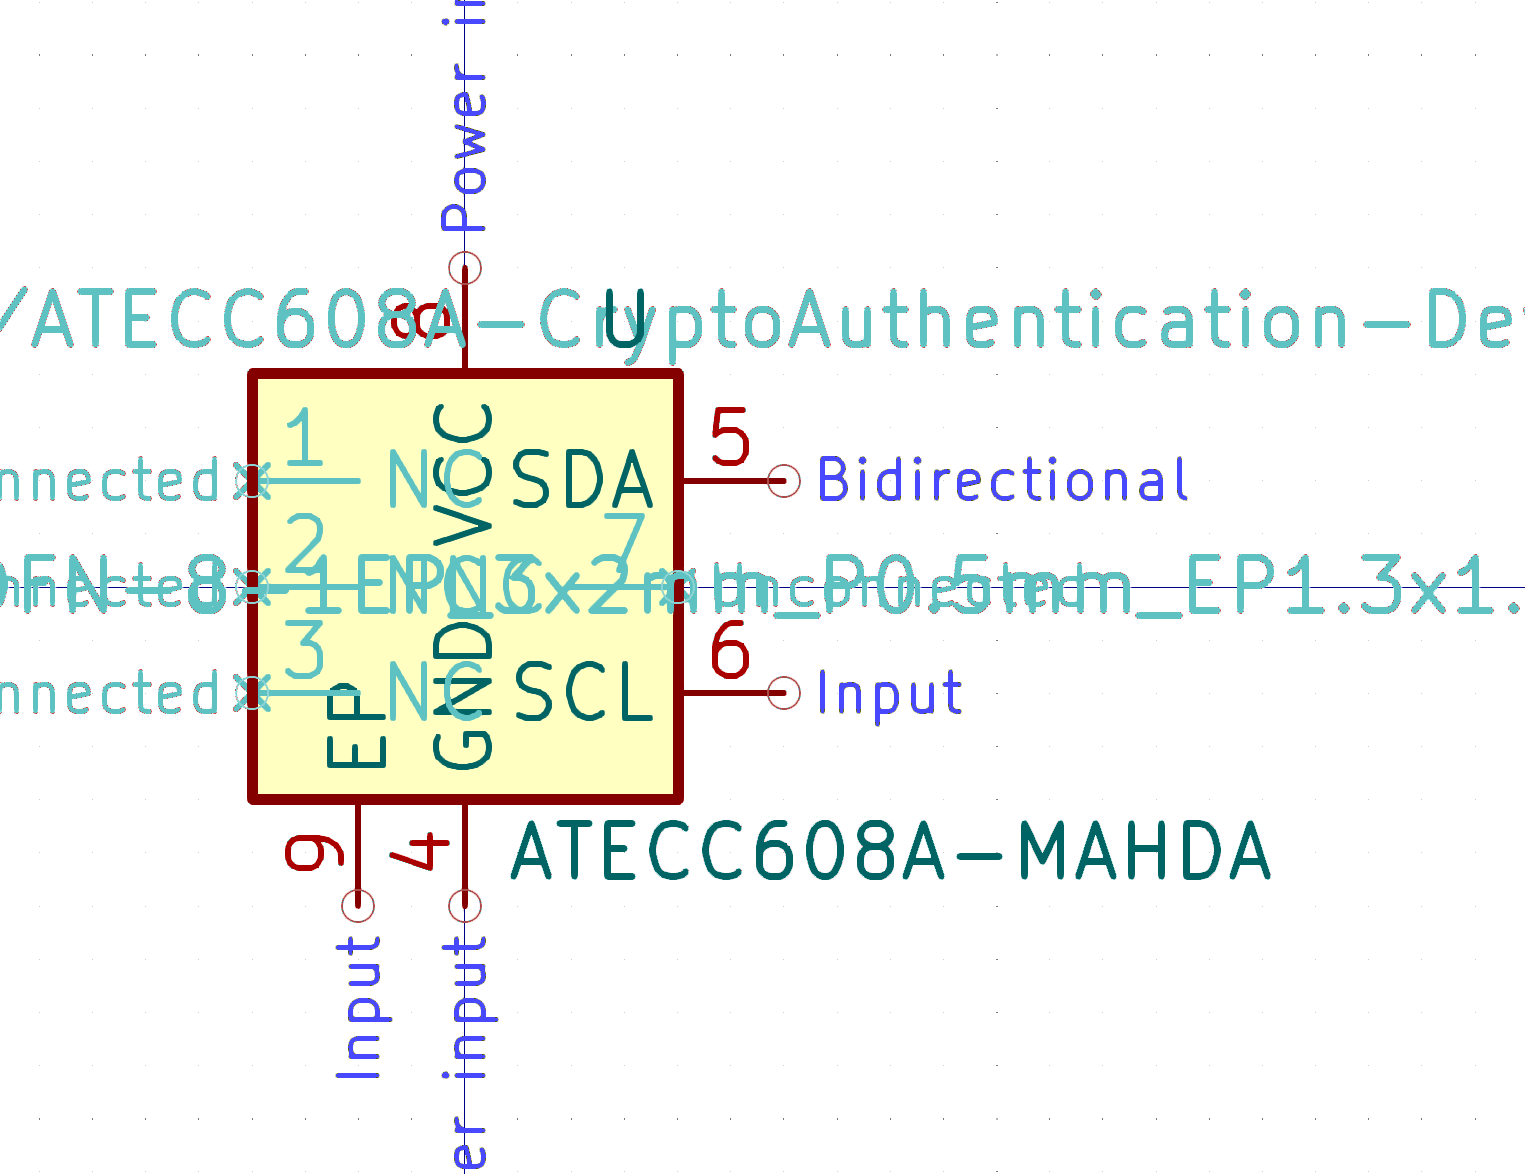 Power in
/ATECC608A-CryptoAuthentication-De
U
8
1
NC
VCC
SDA
5
Bidirectional
nnected
2
NC
7
NC
Unconnected
nnected
DFN-8-1EP_3x2mm_P0.5mm_EP1.3x1.
3
NC
SCL
6
Input
nnected
EP
GND
9
4
ATECC608A-MAHDA
Input
er input